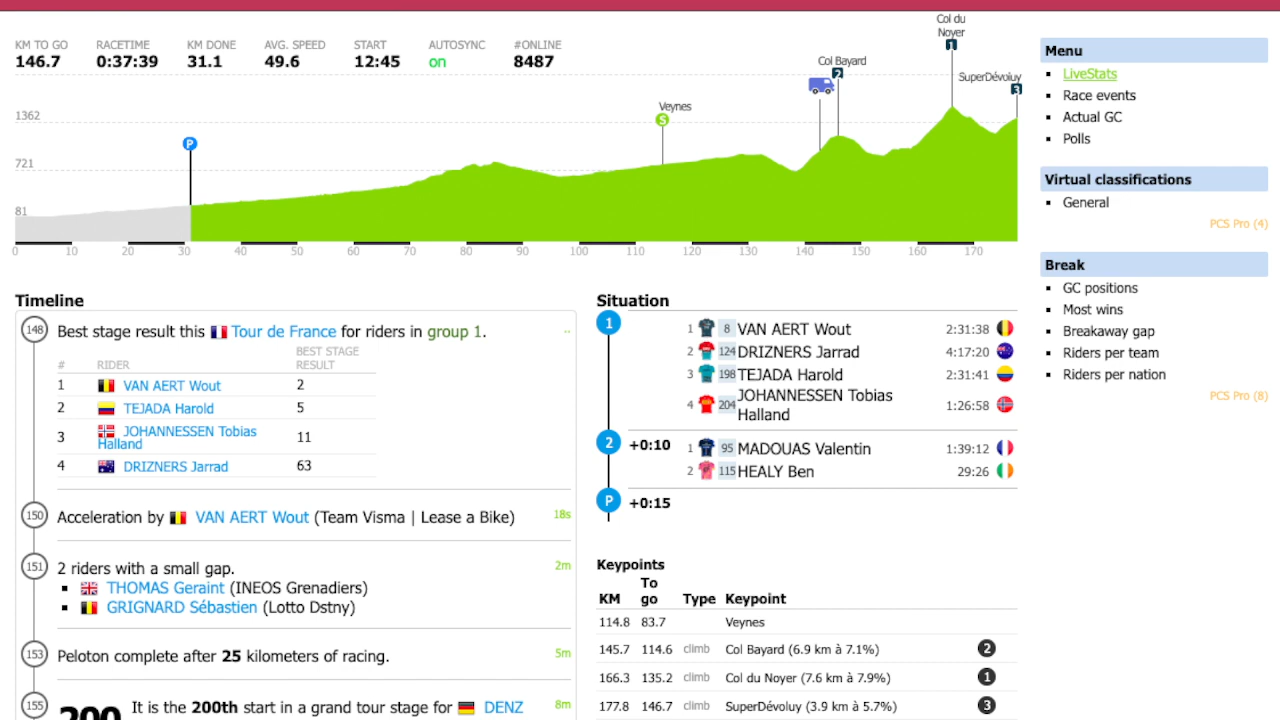 KM TO GO RACETIME KM DONE AVG. SPEED START AUTOSYNC #ONLINE
146.7 0:37:39 31.1 49.6 12:45 on 8487
Col du
Noyer
1
Col Bayard
2
SuperDévoluy
3
Veynes
S
P
1362
721
81
0 10 20 30 40 50 60 70 80 90 100 110 120 130 140 150 160 170
Menu
LiveStats
Race events
Actual GC
Polls
Virtual classifications
General
PCS Pro (4)
Break
GC positions
Most wins
Breakaway gap
Riders per team
Riders per nation
PCS Pro (8)
Timeline
148 Best stage result this Tour de France for riders in group 1. ..
# RIDER BEST STAGE
RESULT
1 VAN AERT Wout 2
2 TEJADA Harold 5
3 JOHANNESSEN Tobias
Halland 11
4 DRIZNERS Jarrad 63
150 Acceleration by VAN AERT Wout (Team Visma | Lease a Bike) 18s
151 2 riders with a small gap. 2m
THOMAS Geraint (INEOS Grenadiers)
GRIGNARD Sébastien (Lotto Dstny)
153 Peloton complete after 25 kilometers of racing. 5m
155 200 It is the 200th start in a grand tour stage for DENZ 8m
Situation
1
1 8 VAN AERT Wout 2:31:38
2 124 DRIZNERS Jarrad 4:17:20
3 198 TEJADA Harold 2:31:41
4 204 JOHANNESSEN Tobias
Halland 1:26:58
2 +0:10 1 95 MADOUAS Valentin 1:39:12
2 115 HEALY Ben 29:26
P +0:15
Keypoints
KM To
go Type Keypoint
114.8 83.7 Veynes
145.7 114.6 climb Col Bayard (6.9 km à 7.1%) 2
166.3 135.2 climb Col du Noyer (7.6 km à 7.9%) 1
177.8 146.7 climb SuperDévoluy (3.9 km à 5.7%) 3